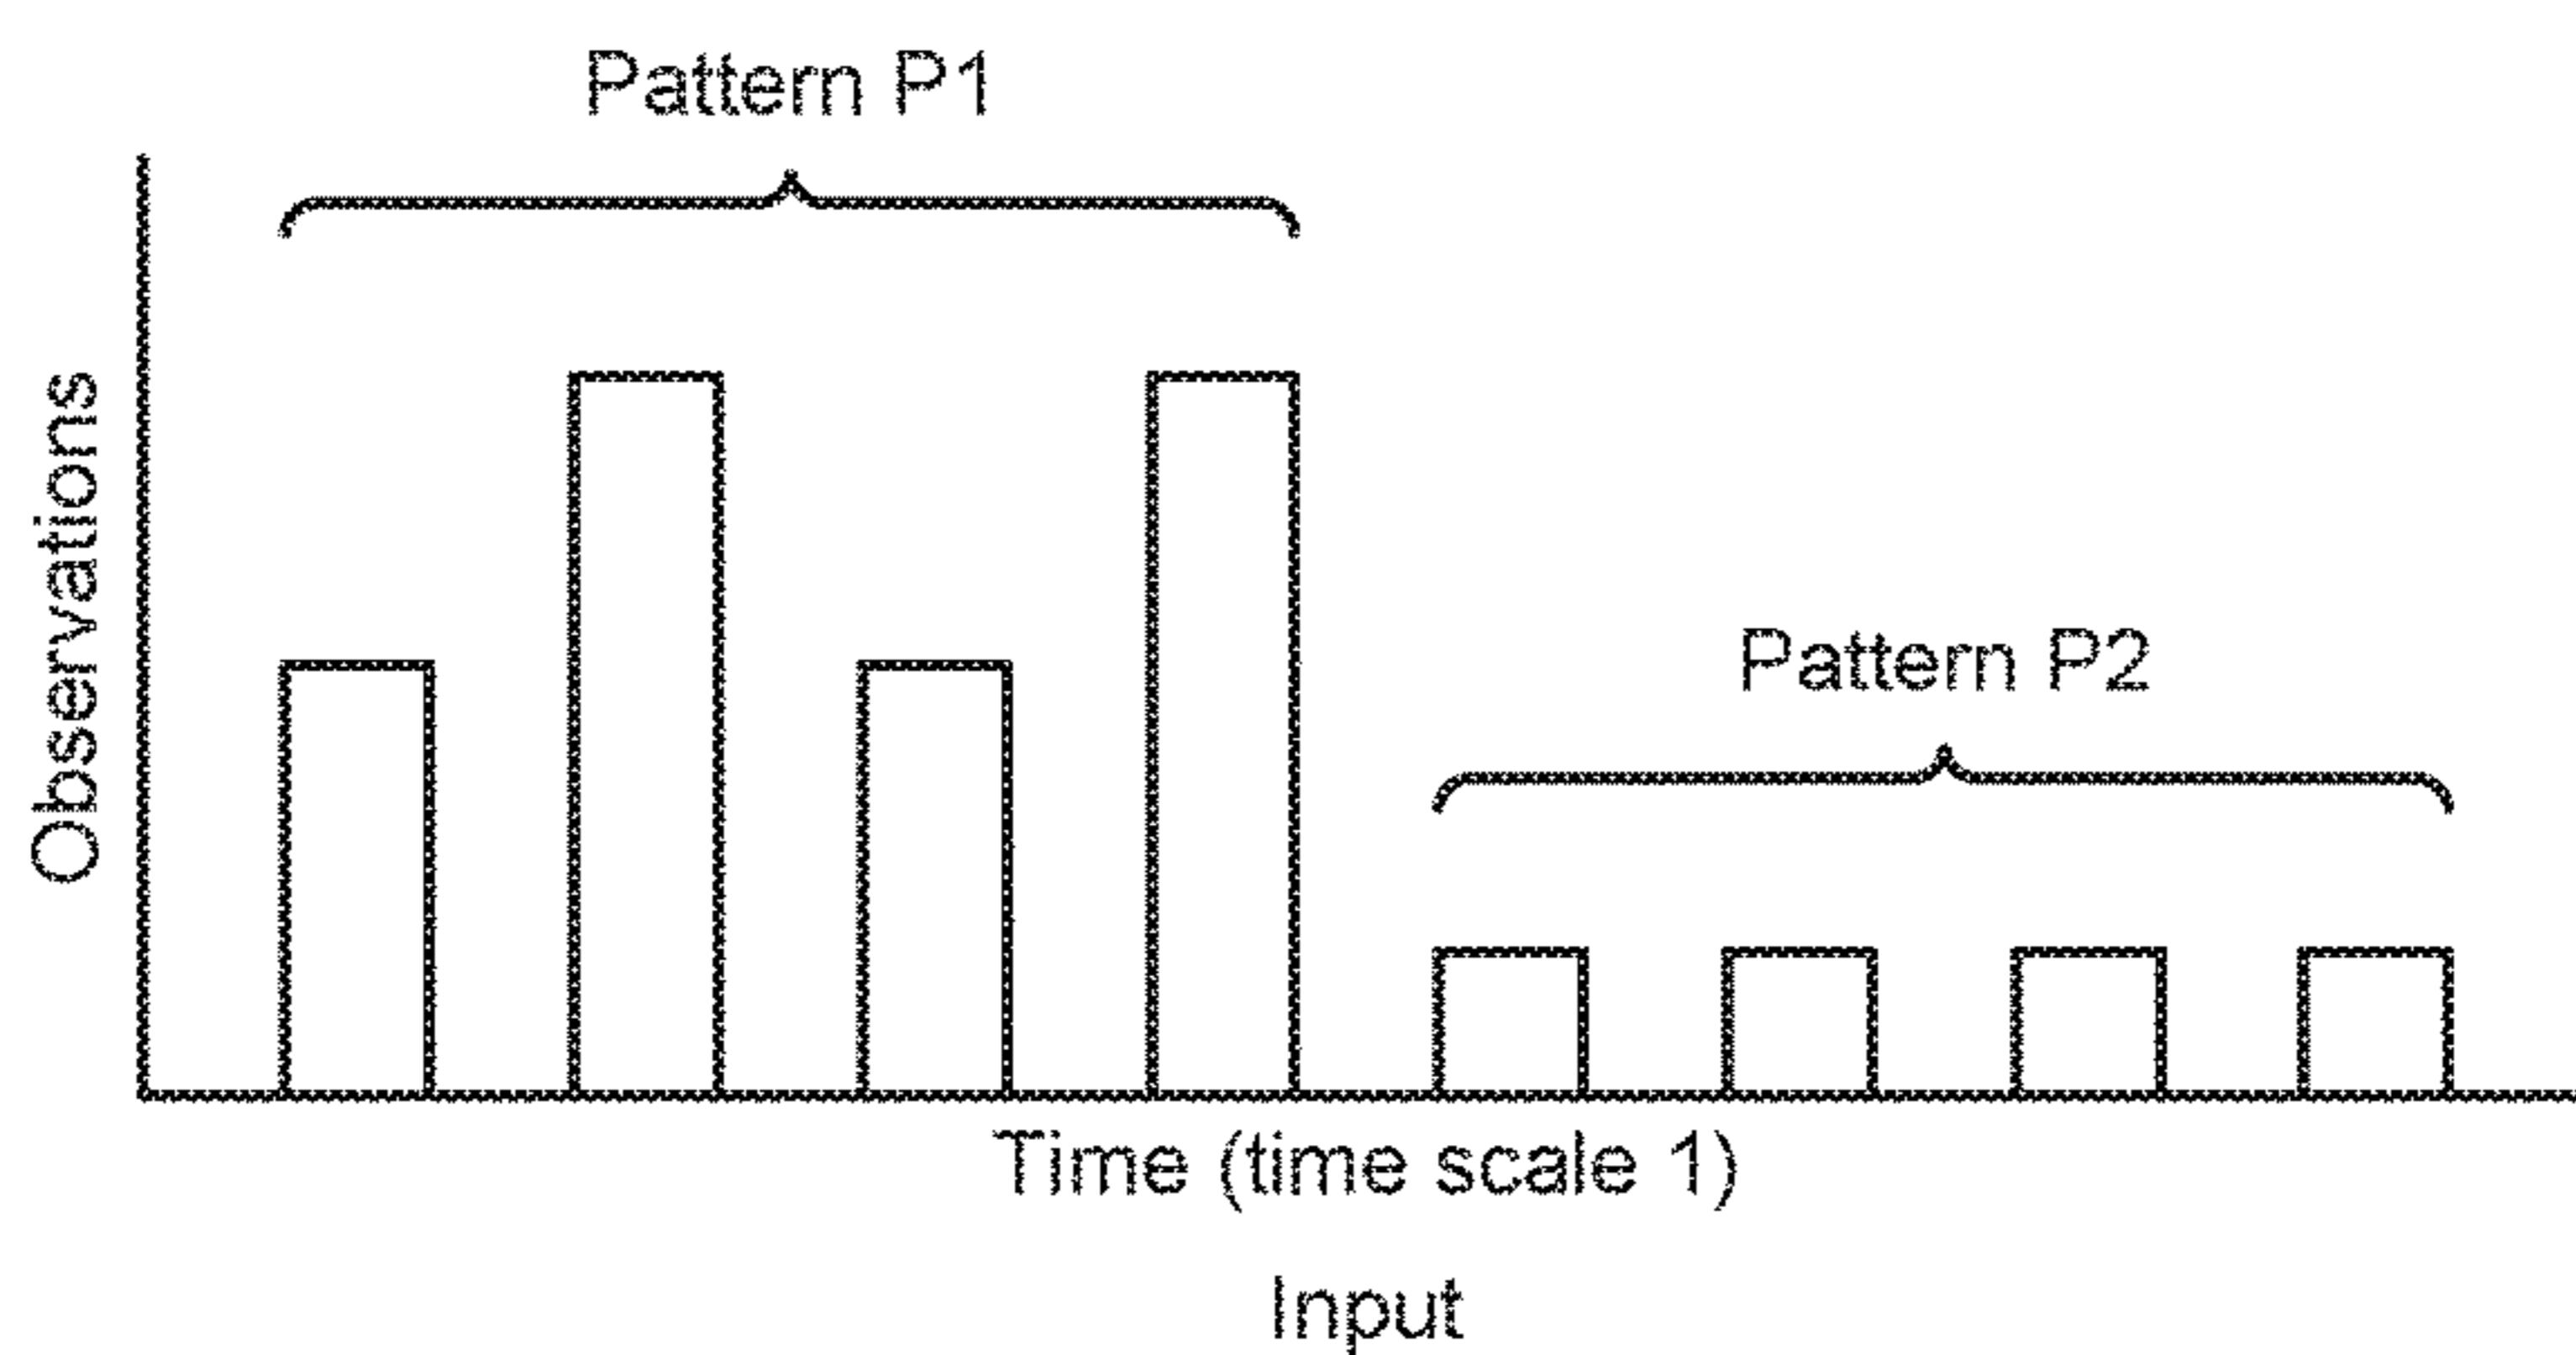 Pattern P1
Observations
Pattern P2
Time (time scale 1)
Input